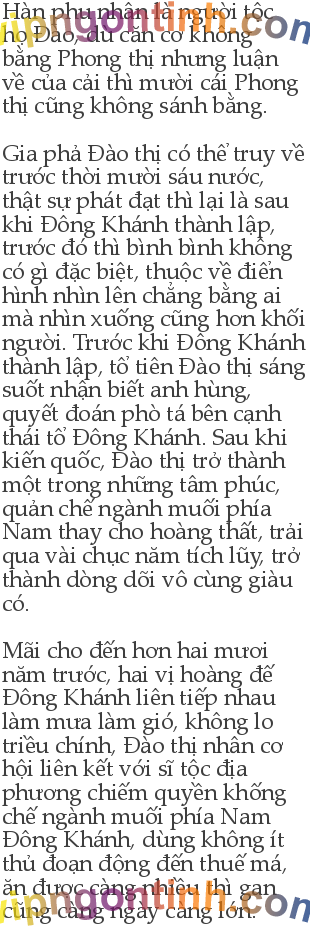 Hàn phu nhân là người tộc
họ Đào, dù căn cơ không
bằng Phong thị nhưng luận
về của cải thì mười cái Phong
thị cũng không sánh bằng.
Gia phả Đào thị có thể truy về
trước thời mười sáu nước,
thật sự phát đạt thì lại là sau
khi Đông Khánh thành lập,
trước đó thì bình bình không
có gì đặc biệt, thuộc về điển
hình nhìn lên chẳng bằng ai
mà nhìn xuống cũng hơn khối
người. Trước khi Đông Khánh
thành lập, tổ tiên Đào thị sáng
suốt nhận biết anh hùng,
quyết đoán phò tá bên cạnh
thái tổ Đông Khánh. Sau khi
kiến quốc, Đào thị trở thành
một trong những tâm phúc,
quản chế ngành muối phía
Nam thay cho hoàng thất, trải
qua vài chục năm tích lũy, trở
thành dòng dõi vô cùng giàu
có.
Mãi cho đến hơn hai mươi
năm trước, hai vị hoàng đế
Đông Khánh liên tiếp nhau
làm mưa làm gió, không lo
triều chính, Đào thị nhân cơ
hội liên kết với sĩ tộc địa
phương chiếm quyền khống
chế ngành muối phía Nam
Đông Khánh, dùng không ít
thủ đoạn động đến thuế má,
ăn được càng nhiều thì gan
cũng càng ngày càng lớn.
vipngontinh.com
vipngontinh.com